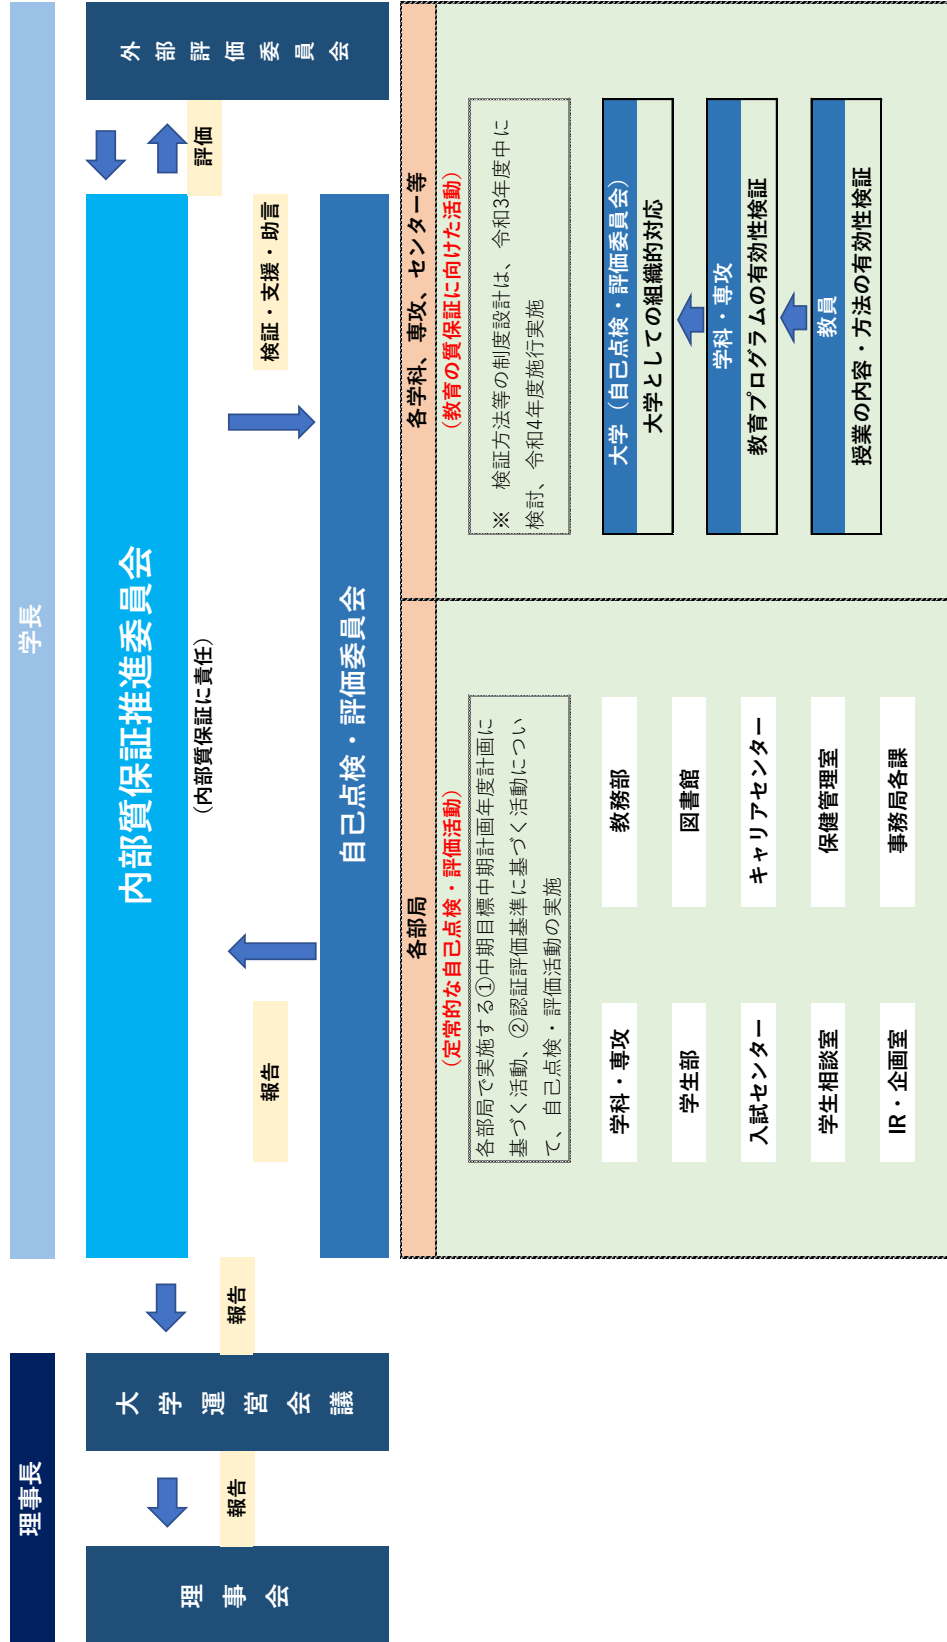 理事長
学長
理事会
報告
大学運営会議
報告
内部質保証推進委員会
（内部質保証に責任）
評価
外部評価委員会
報告
検証・支援・助言
自己点検・評価委員会
各部局
（定常的な自己点検・評価活動）
各部局で実施する①中期目標中期計画年度計画に
基づく活動、②認証評価基準に基づく活動につい
て、自己点検・評価活動の実施
学科・専攻
教務部
学生部
図書館
入試センター
キャリアセンター
学生相談室
保健管理室
IR・企画室
事務局各課
各学科、専攻、センター等
（教育の質保証に向けた活動）
※　検証方法等の制度設計は、令和3年度中に
検討、令和4年度施行実施
大学（自己点検・評価委員会）
大学としての組織的対応
学科・専攻
教育プログラムの有効性検証
教員
授業の内容・方法の有効性検証